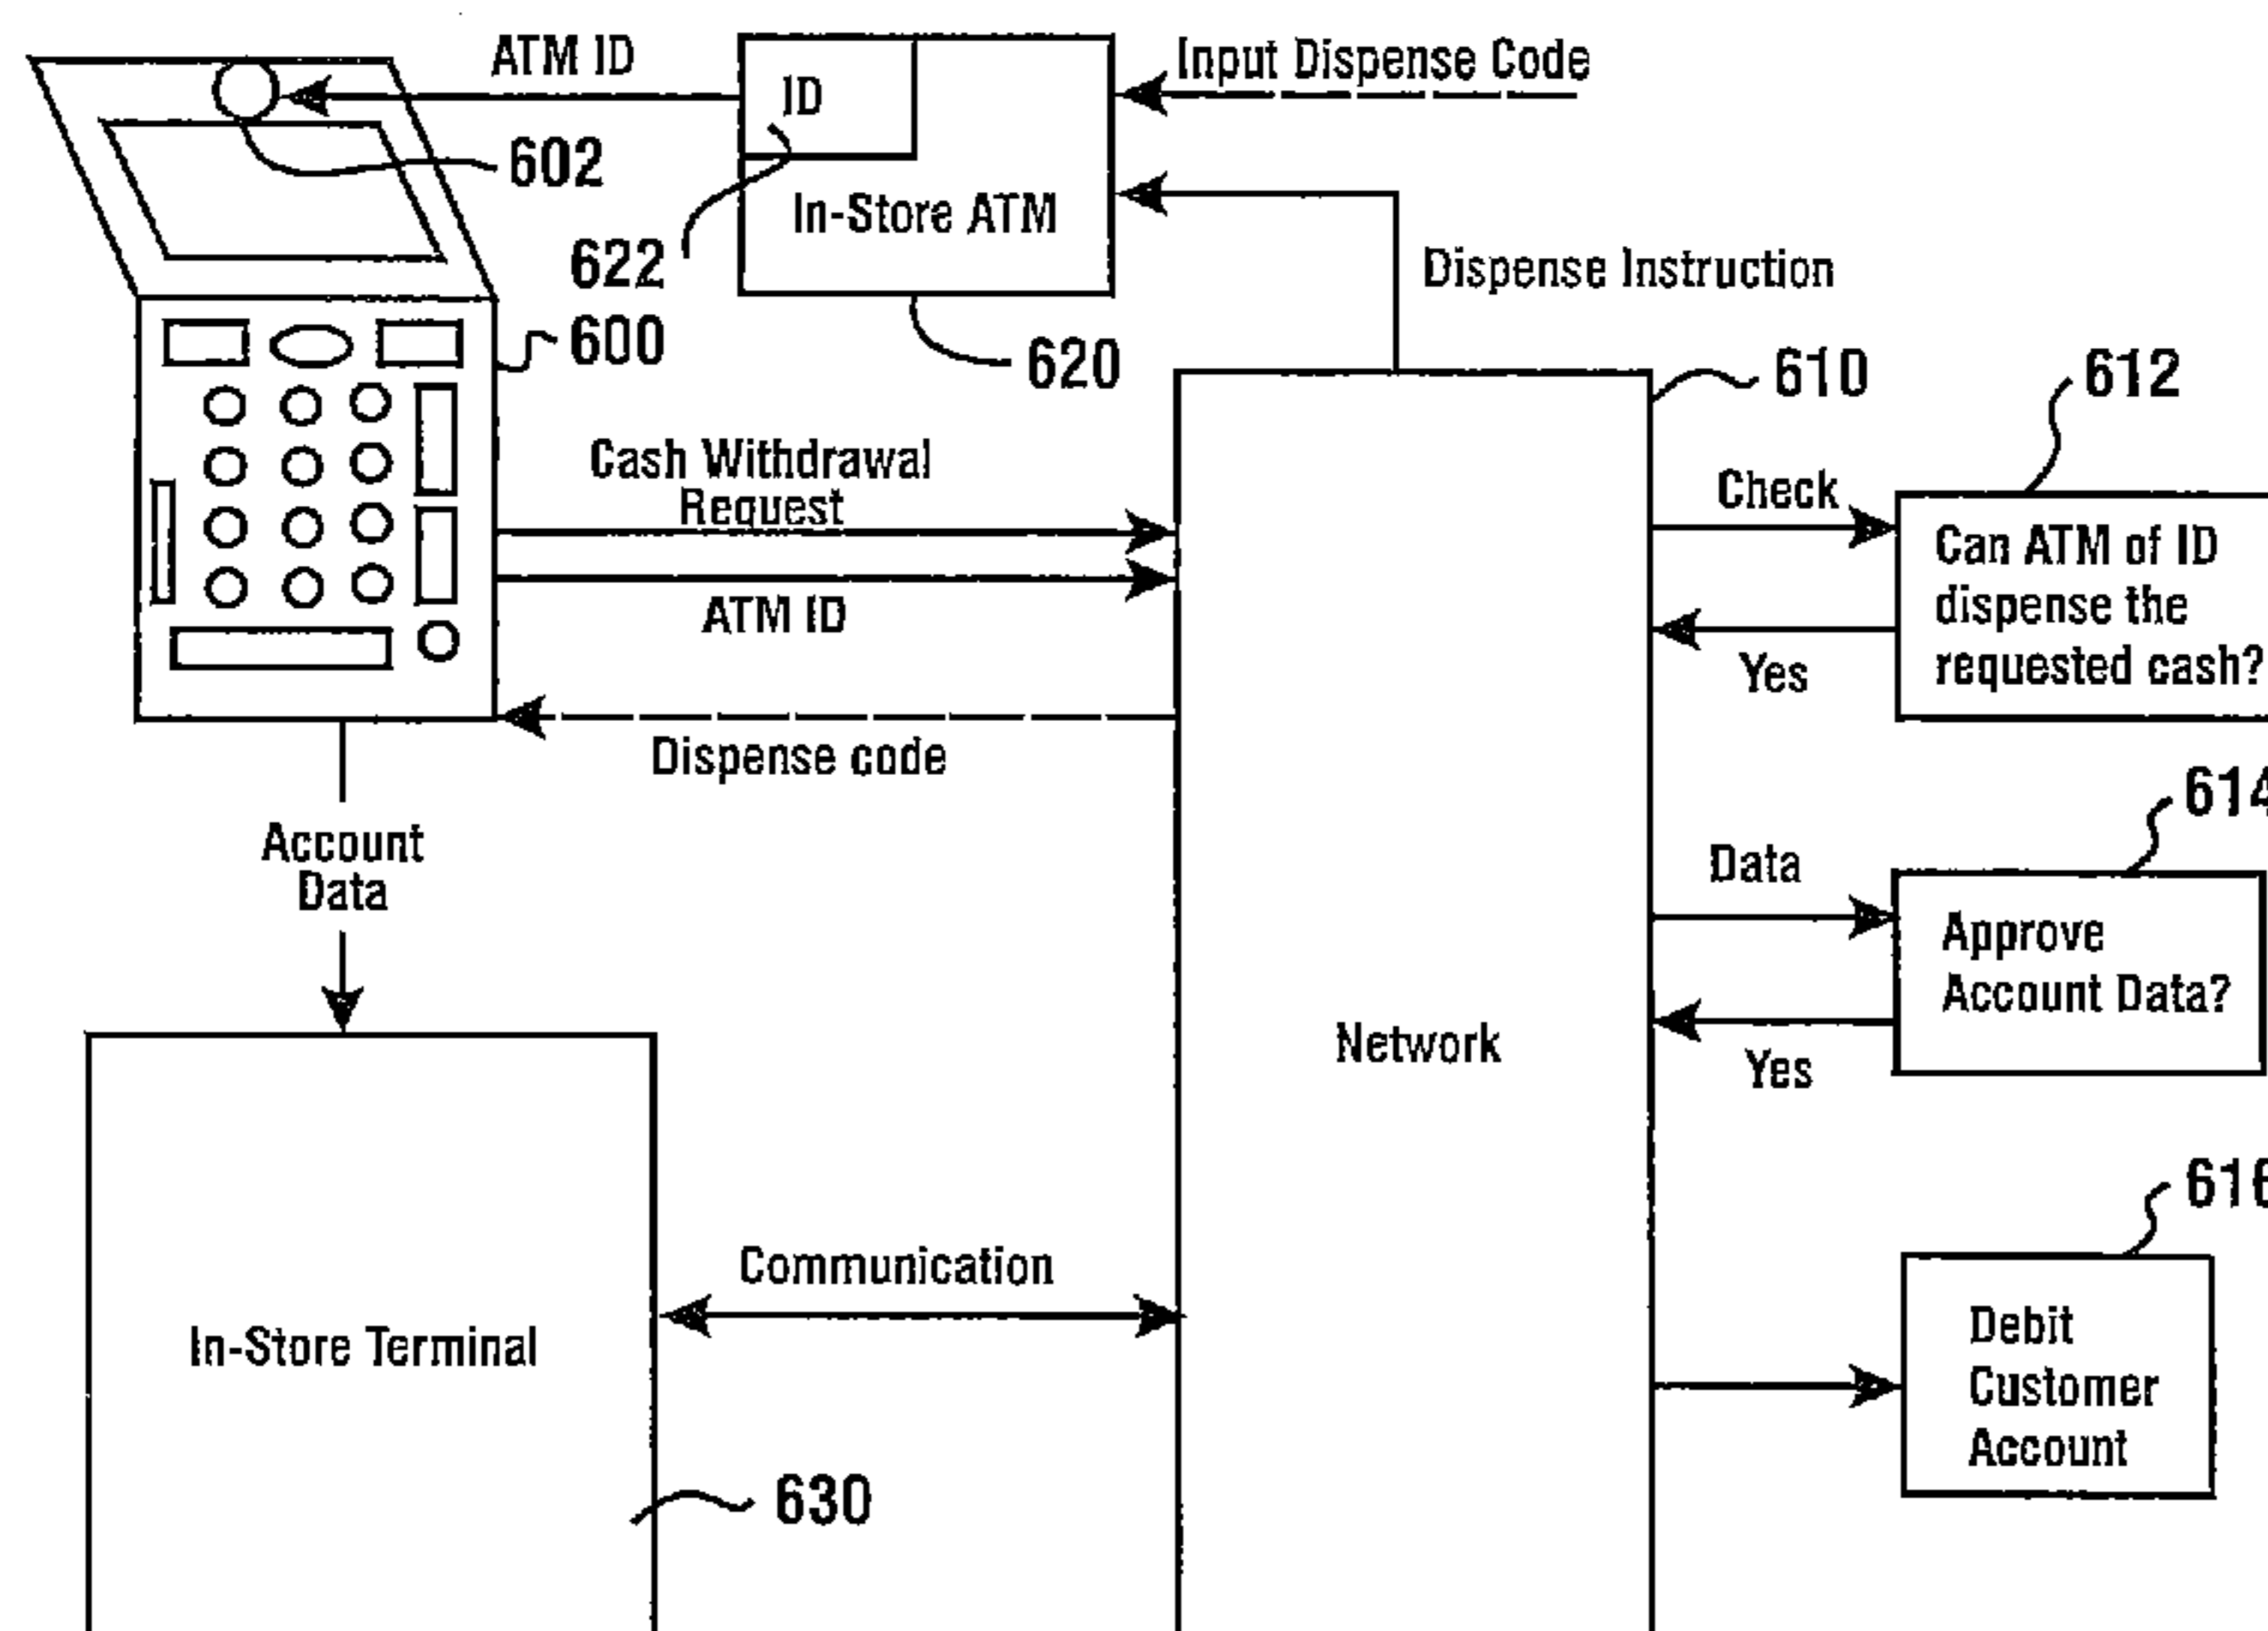 ATM ID
ID
Input Dispense Code
602
In-Store ATM
622
Dispense Instruction
600
620
610
612
Cash Withdrawal
Request
Check
Can ATM of ID
dispense the
requested cash?
ATM ID
Yes
Dispense code
614
Account
Data
Data
Approve
Account Data?
Network
Yes
616
Communication
In-Store Terminal
Debit
Customer
Account
630